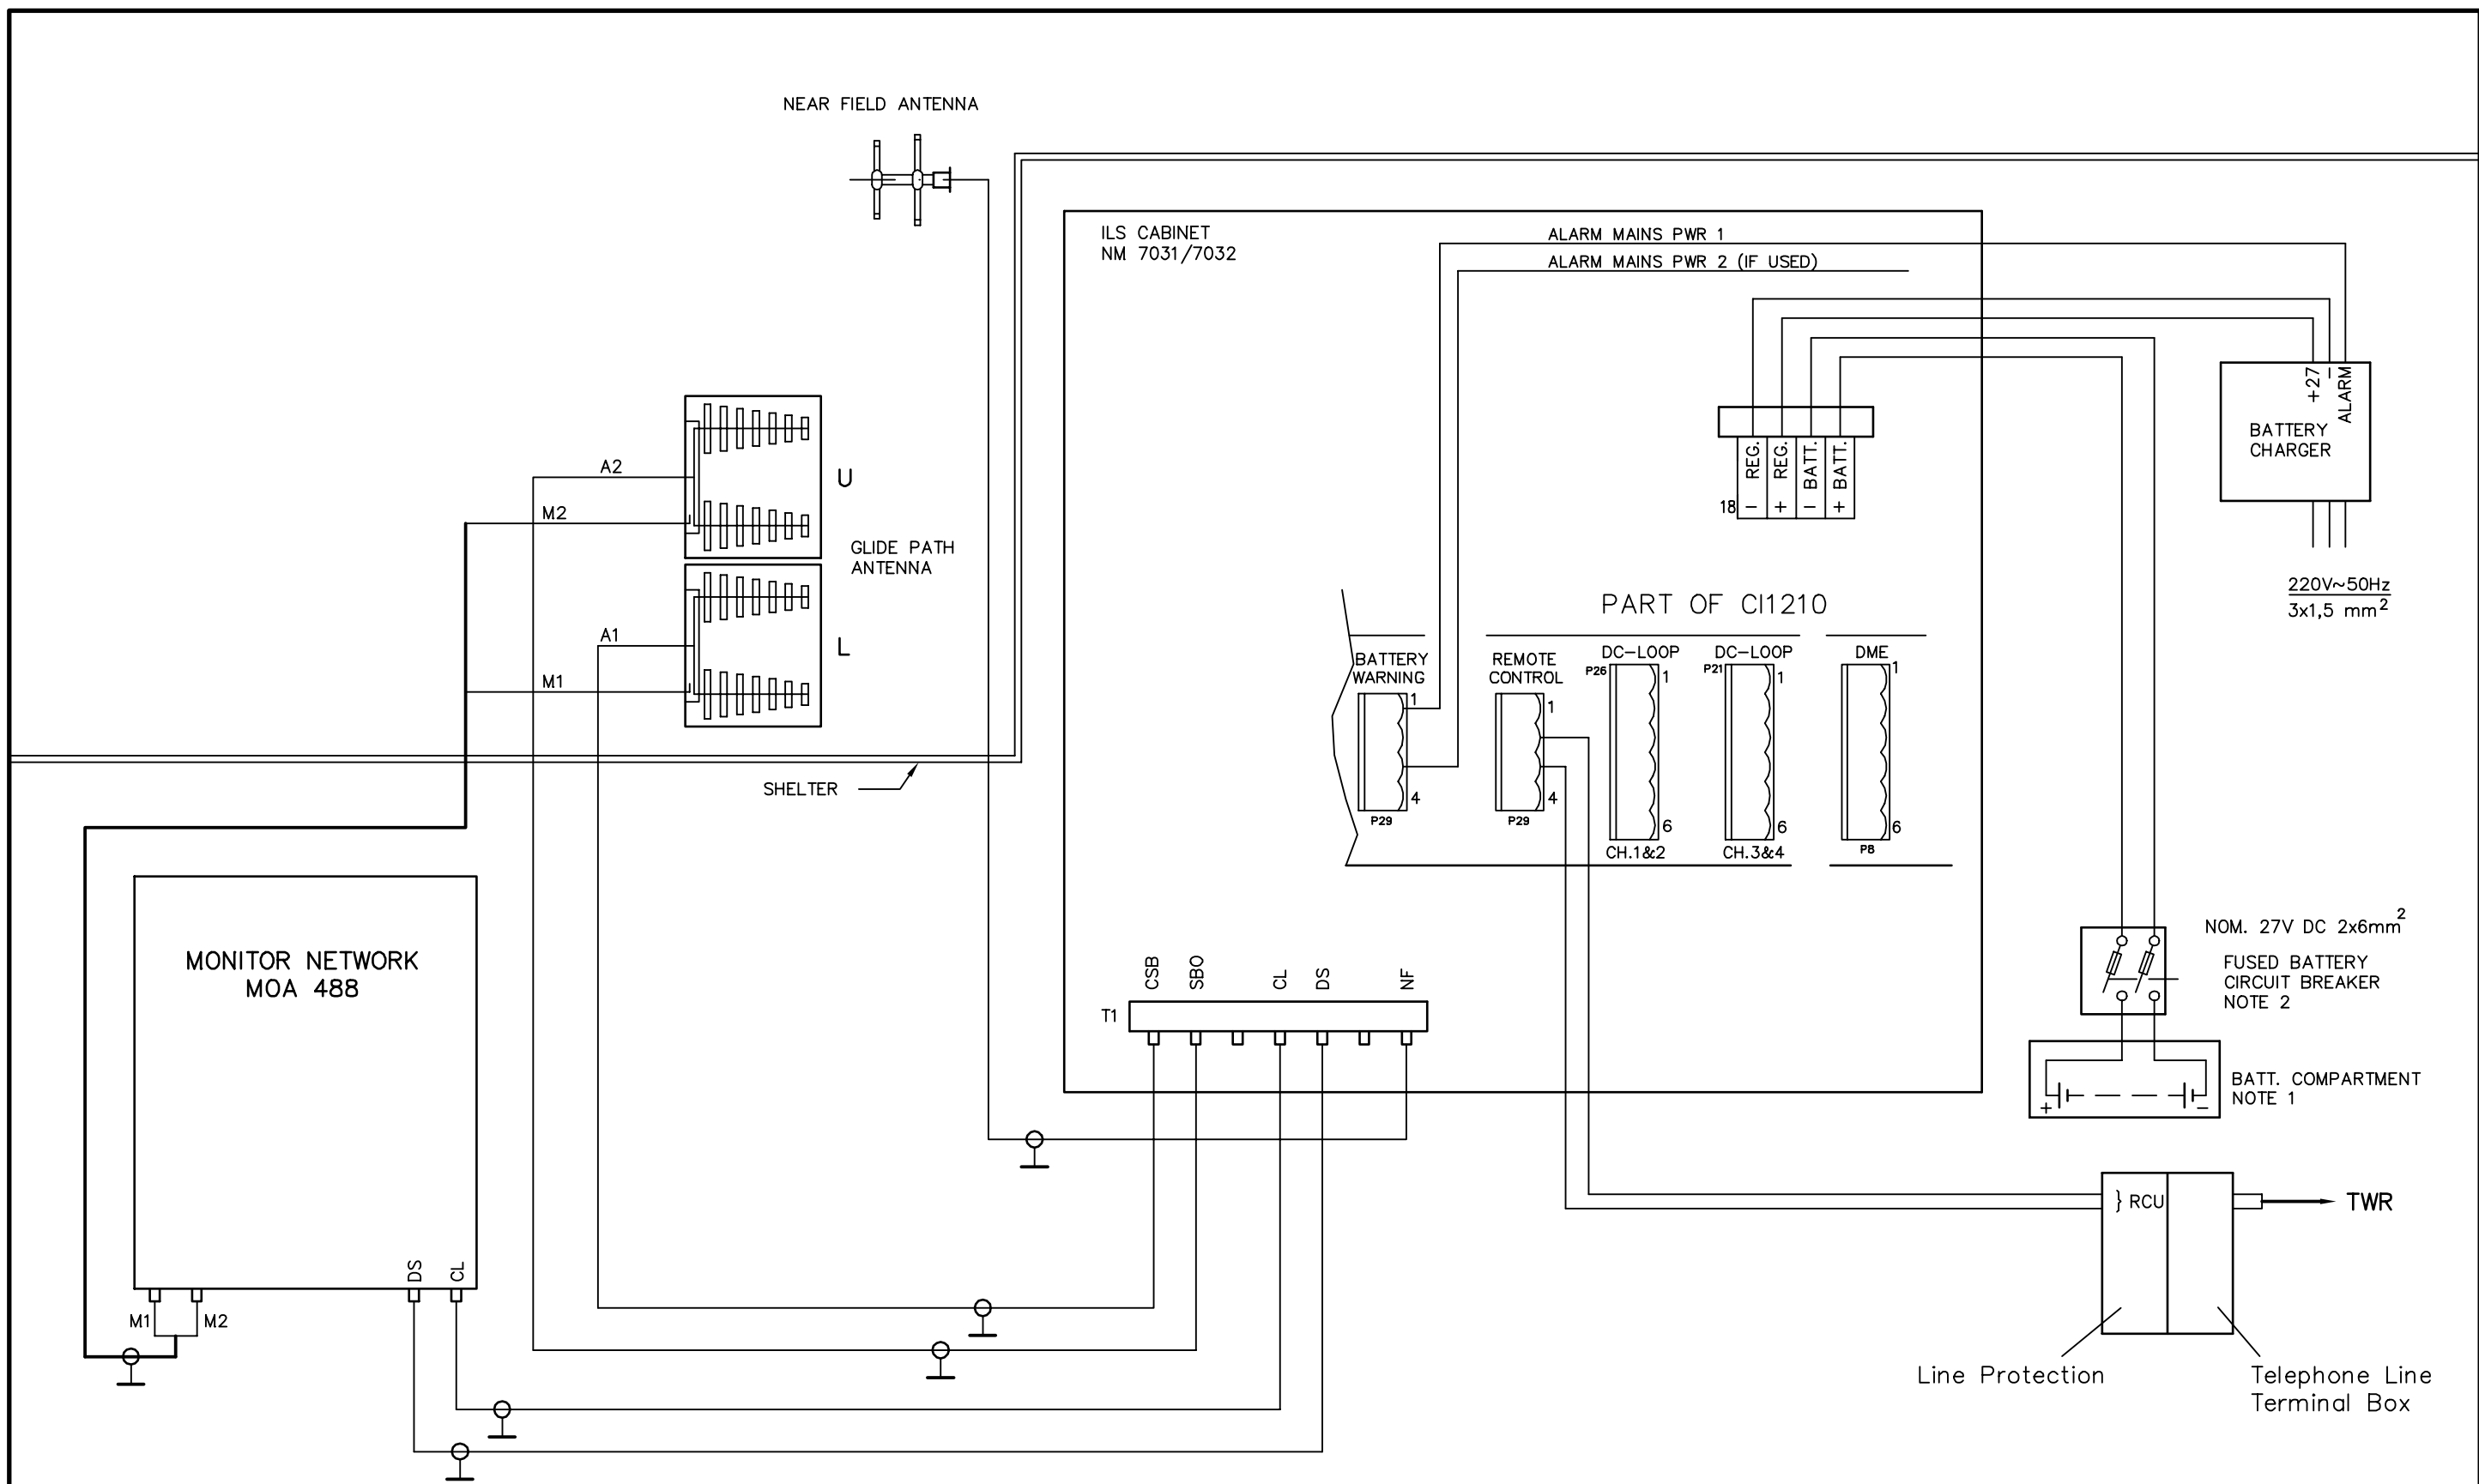 NEAR FIELD ANTENNA
ILS CABINET
NM 7031/7032
ALARM MAINS PWR 1
ALARM MAINS PWR 2 (IF USED)
+27
–
ALARM
BATTERY
CHARGER
220V~50Hz
3x1,5 mm²
18
– REG.
+ REG.
– BATT.
+ BATT.
A2
M2
U
GLIDE PATH
ANTENNA
A1
M1
L
SHELTER
PART OF CI1210
BATTERY
WARNING
1
4
P29
REMOTE
CONTROL
1
4
P29
DC-LOOP
P26
1
6
CH.1&2
DC-LOOP
P21
1
6
CH.3&4
DME
1
6
P8
MONITOR NETWORK
MOA 488
DS
CL
M1
M2
T1
CSB
SBO
CL
DS
NF
NOM. 27V DC 2x6mm²
FUSED BATTERY
CIRCUIT BREAKER
NOTE 2
BATT. COMPARTMENT
NOTE 1
+
–
} RCU
TWR
Line Protection
Telephone Line
Terminal Box